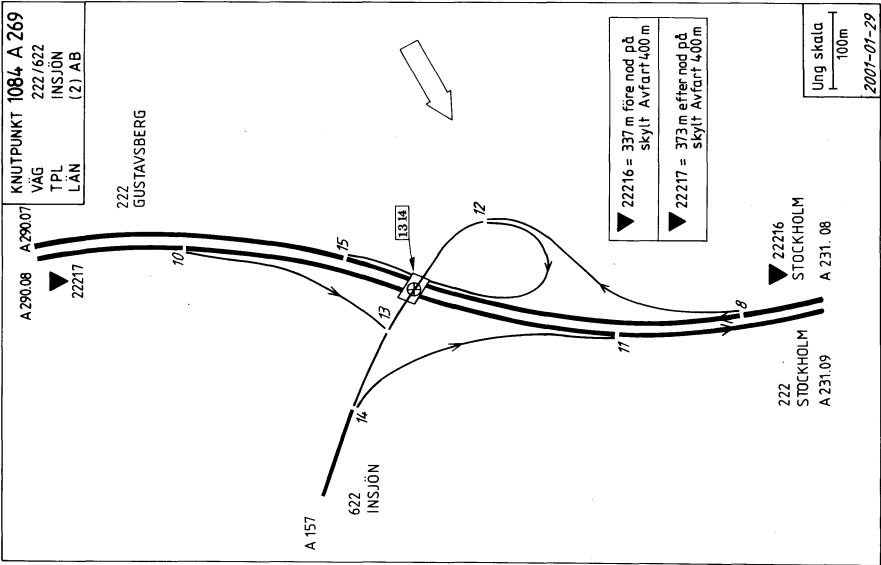 KNUTPUNKT 1084 A 269
VÄG 222/622
TPL INSJÖN
LÄN (2) AB
A 290.08
A 290.07
22217
222
GUSTAVSBERG
10
15
1314
12
13
14
11
8
A 157
622
INSJÖN
22216 = 337 m före nod på
skylt Avfart 400 m
22217 = 373 m efter nod på
skylt Avfart 400 m
22216
STOCKHOLM
A 231. 08
222
STOCKHOLM
A 231.09
Ung skala
100m
2001-01-29